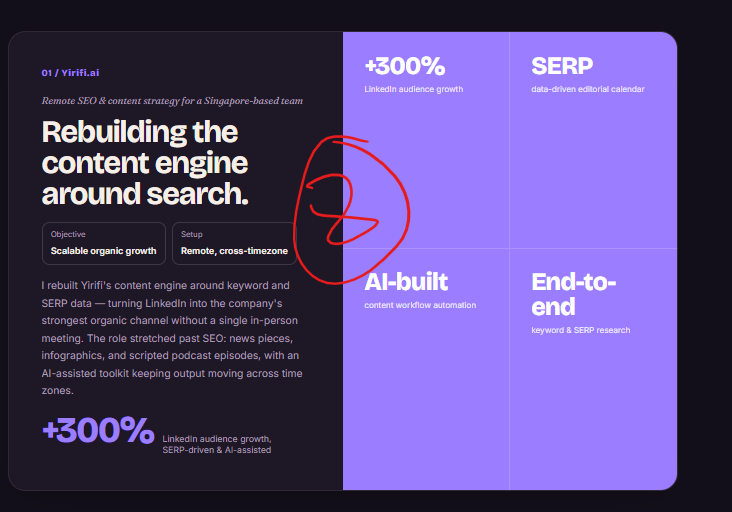 01 / Yirifi.ai
Remote SEO & content strategy for a Singapore-based team
Rebuilding the
content engine
around search.
Objective
Scalable organic growth
Setup
Remote, cross-timezone
I rebuilt Yirifi's content engine around keyword and
SERP data — turning LinkedIn into the company's
strongest organic channel without a single in-person
meeting. The role stretched past SEO: news pieces,
infographics, and scripted podcast episodes, with an
AI-assisted toolkit keeping output moving across time
zones.
+300%
LinkedIn audience growth,
SERP-driven & AI-assisted
+300%
LinkedIn audience growth
SERP
data-driven editorial calendar
2
AI-built
content workflow automation
End-to-
end
keyword & SERP research